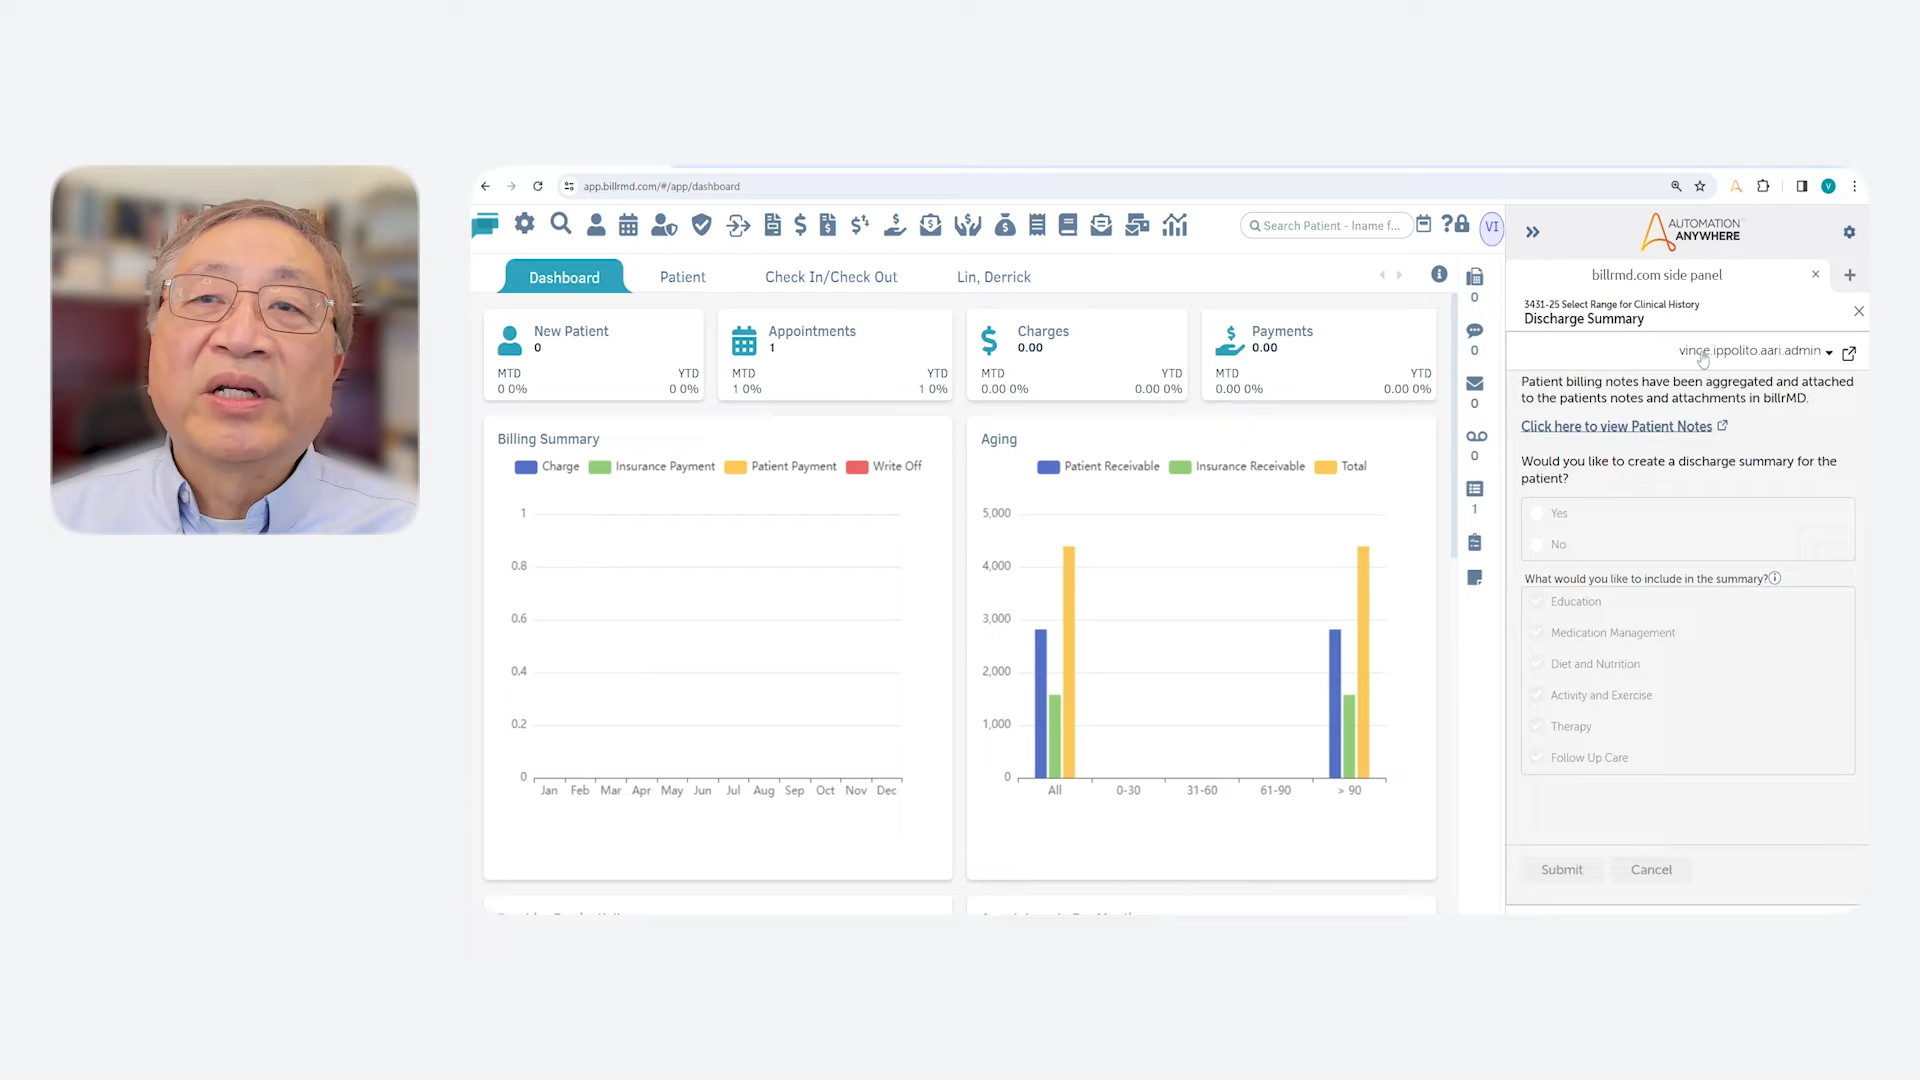 app.billrmd.com/#/app/dashboard
V
Search Patient - lname f...
VI
AUTOMATION
ANYWHERE
Dashboard
Patient
Check In/Check Out
Lin, Derrick
billrmd.com side panel
3431-25 Select Range for Clinical History
Discharge Summary
vince.ippolito.aari.admin
New Patient
0
MTD
YTD
0 0%
0 0%
Appointments
1
MTD
YTD
1 0%
1 0%
Charges
0.00
MTD
YTD
0.00 0%
0.00 0%
Payments
0.00
MTD
YTD
0.00 0%
0.00 0%
0
0
0
0
1
Billing Summary
Charge
Insurance Payment
Patient Payment
Write Off
1
0.8
0.6
0.4
0.2
0
Jan Feb Mar Apr May Jun Jul Aug Sep Oct Nov Dec
Aging
Patient Receivable
Insurance Receivable
Total
5,000
4,000
3,000
2,000
1,000
0
All 0-30 31-60 61-90 > 90
Patient billing notes have been aggregated and attached
to the patients notes and attachments in billrMD.
Click here to view Patient Notes
Would you like to create a discharge summary for the
patient?
Yes
No
What would you like to include in the summary?
Education
Medication Management
Diet and Nutrition
Activity and Exercise
Therapy
Follow Up Care
Submit
Cancel